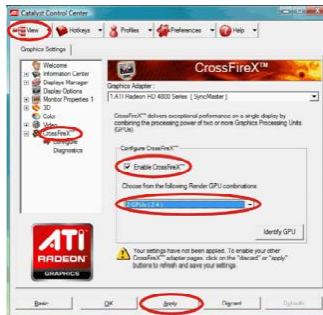 Catalyst Control Center
View Hotkeys Profiles Preferences Help
Graphics Settings
Welcome
Information Center
Displays Manager
Display Options
Monitor Properties 1
3D
Color
Video
CrossFireX™
Configure
Diagnostics
CrossFireX™
Graphics Adapter:
1. ATI Radeon HD 4800 Series [ SyncMaster ]
CrossFireX™ delivers exceptional performance on a single display by
combining the processing power of two or more Graphics Processing Units
(GPUs).
Configure CrossFireX™
Enable CrossFireX™
Choose from the following Render GPU combinations:
Identify GPU
Your settings have not been applied. To enable your other
CrossFireX™ adapter pages, click on the "discard" or "apply"
buttons to refresh and save your settings.
ATI
RADEON
GRAPHICS
Basic OK Apply Discard Defaults